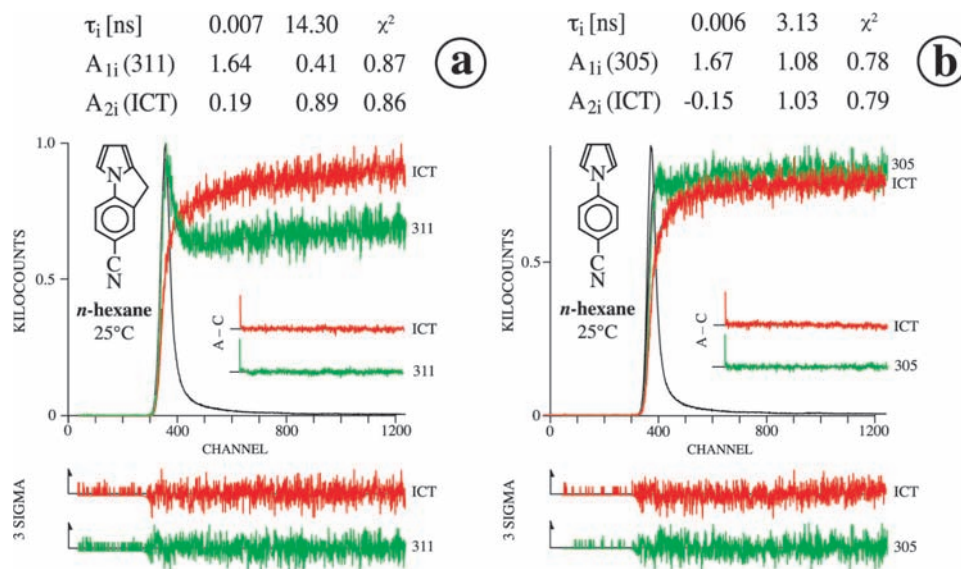 τi [ns] 0.007 14.30 χ²
A1i (311) 1.64 0.41 0.87
A2i (ICT) 0.19 0.89 0.86
a
1.0
0.5
0
KILOCOUNTS
N
C
N
n-hexane
25°C
ICT
311
A – C
ICT
311
0 400 800 1200
CHANNEL
3 SIGMA
ICT
311
τi [ns] 0.006 3.13 χ²
A1i (305) 1.67 1.08 0.78
A2i (ICT) -0.15 1.03 0.79
b
0.5
0
KILOCOUNTS
N
C
N
n-hexane
25°C
305
ICT
A – C
ICT
305
0 400 800 1200
CHANNEL
3 SIGMA
ICT
305